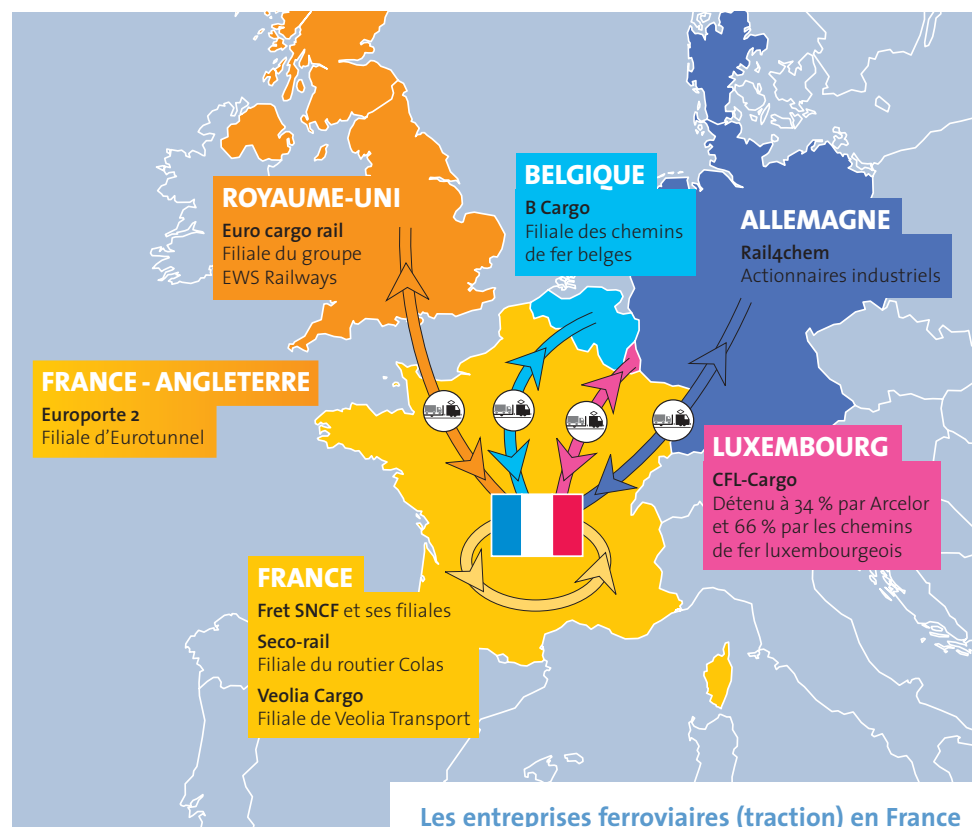 ROYAUME-UNI
Euro cargo rail
Filiale du groupe
EWS Railways
BELGIQUE
B Cargo
Filiale des chemins
de fer belges
ALLEMAGNE
Rail4chem
Actionnaires industriels
FRANCE - ANGLETERRE
Europorte 2
Filiale d'Eurotunnel
LUXEMBOURG
CFL-Cargo
Détenu à 34 % par Arcelor
et 66 % par les chemins
de fer luxembourgeois
FRANCE
Fret SNCF et ses filiales
Seco-rail
Filiale du routier Colas
Veolia Cargo
Filiale de Veolia Transport
Les entreprises ferroviaires (traction) en France